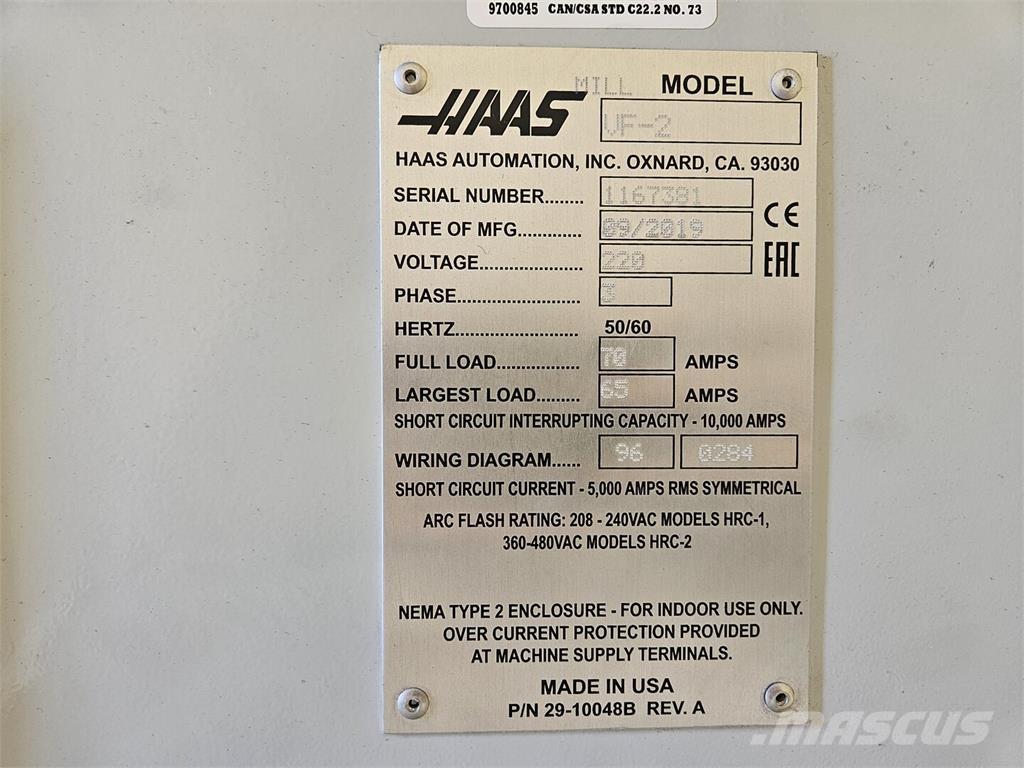 9700845 CAN/CSA STD C22.2 NO. 73
MILL MODEL
HAAS VF-2
HAAS AUTOMATION, INC. OXNARD, CA. 93030
SERIAL NUMBER........ 1167381
CE
DATE OF MFG............. 09/2019
VOLTAGE..................... 220
EAC
PHASE.......................... 3
HERTZ.......................... 50/60
FULL LOAD................. 70 AMPS
LARGEST LOAD......... 65 AMPS
SHORT CIRCUIT INTERRUPTING CAPACITY - 10,000 AMPS
WIRING DIAGRAM...... 96 0284
SHORT CIRCUIT CURRENT - 5,000 AMPS RMS SYMMETRICAL
ARC FLASH RATING: 208 - 240VAC MODELS HRC-1,
360-480VAC MODELS HRC-2
NEMA TYPE 2 ENCLOSURE - FOR INDOOR USE ONLY.
OVER CURRENT PROTECTION PROVIDED
AT MACHINE SUPPLY TERMINALS.
MADE IN USA
P/N 29-10048B REV. A
MASCUS